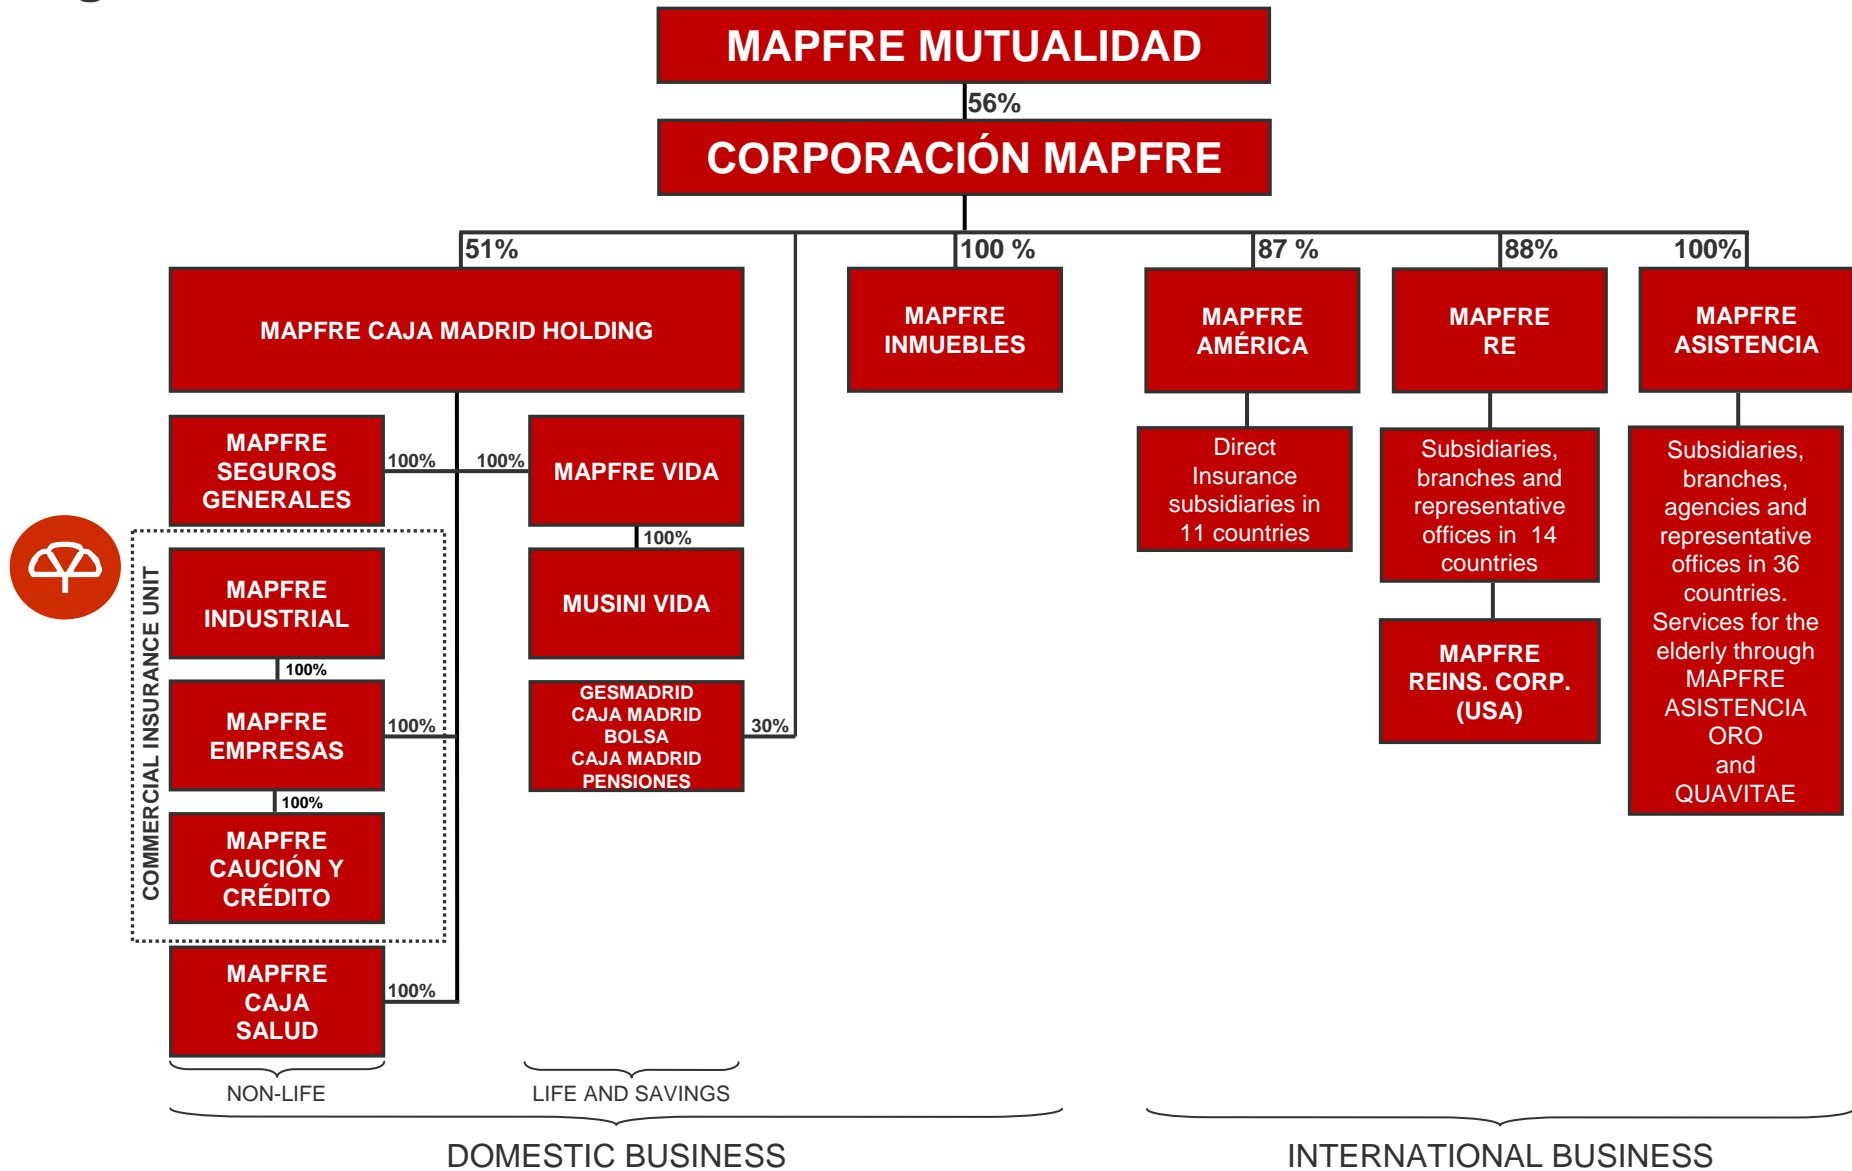 MAPFRE MUTUALIDAD
56%
CORPORACIÓN MAPFRE
51%
100 %
87 %
88%
100%
MAPFRE CAJA MADRID HOLDING
MAPFRE
INMUEBLES
MAPFRE
AMÉRICA
MAPFRE
RE
MAPFRE
ASISTENCIA
MAPFRE
SEGUROS
GENERALES
100%
100%
MAPFRE VIDA
100%
MUSINI VIDA
GESMADRID
CAJA MADRID
BOLSA
CAJA MADRID
PENSIONES
30%
COMMERCIAL INSURANCE UNIT
MAPFRE
INDUSTRIAL
100%
MAPFRE
EMPRESAS
100%
100%
MAPFRE
CAUCIÓN Y
CRÉDITO
MAPFRE
CAJA
SALUD
100%
Direct
Insurance
subsidiaries in
11 countries
Subsidiaries,
branches and
representative
offices in 14
countries
MAPFRE
REINS. CORP.
(USA)
Subsidiaries,
branches,
agencies and
representative
offices in 36
countries.
Services for the
elderly through
MAPFRE
ASISTENCIA
ORO
and
QUAVITAE
NON-LIFE
LIFE AND SAVINGS
DOMESTIC BUSINESS
INTERNATIONAL BUSINESS